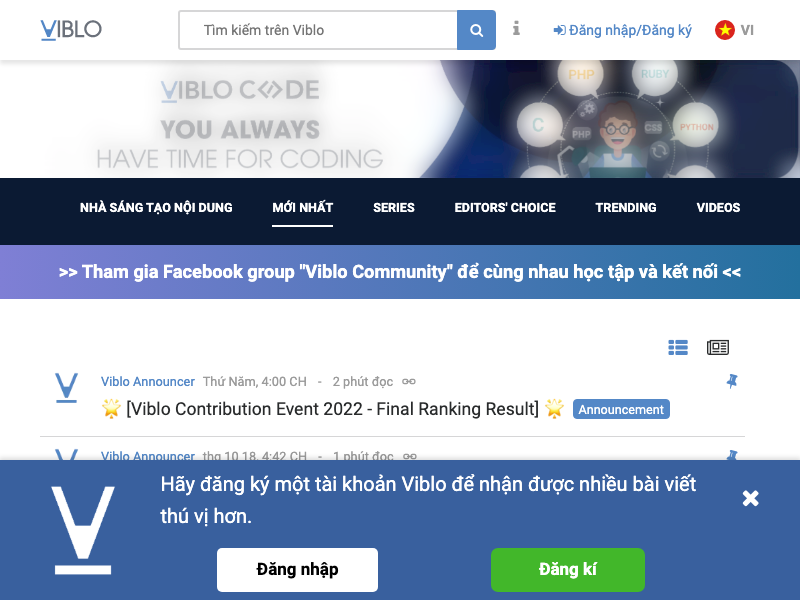 VIBLO
Tìm kiếm trên Viblo
Đăng nhập/Đăng ký
VI
VIBLO C<>DE
YOU ALWAYS
HAVE TIME FOR CODING
PHP
RUBY
C
PHP
CSS
PYTHON
NHÀ SÁNG TẠO NỘI DUNG
MỚI NHẤT
SERIES
EDITORS' CHOICE
TRENDING
VIDEOS
>> Tham gia Facebook group "Viblo Community" để cùng nhau học tập và kết nối <<
Viblo Announcer Thứ Năm, 4:00 CH - 2 phút đọc
🌟 [Viblo Contribution Event 2022 - Final Ranking Result] 🌟 Announcement
Viblo Announcer thg 10 18, 4:42 CH - 1 phút đọc
Hãy đăng ký một tài khoản Viblo để nhận được nhiều bài viết
thú vị hơn.
Đăng nhập
Đăng kí